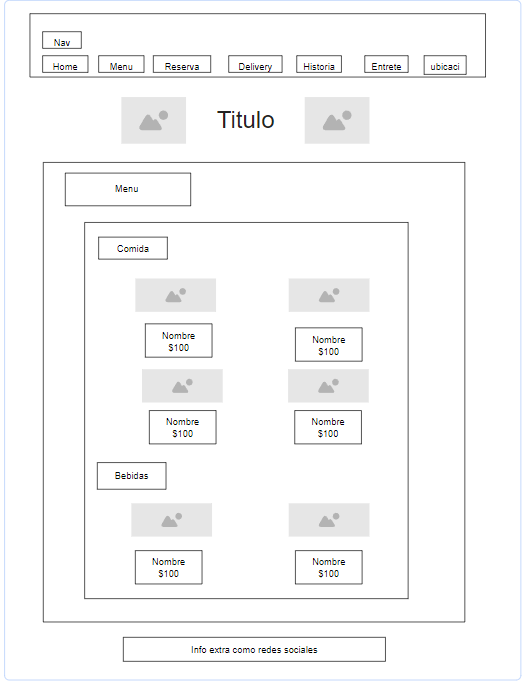 Nav
Home Menu Reserva Delivery Historia Entrete ubicaci
Titulo
Menu
Comida
Nombre
$100
Nombre
$100
Nombre
$100
Nombre
$100
Bebidas
Nombre
$100
Nombre
$100
Info extra como redes sociales